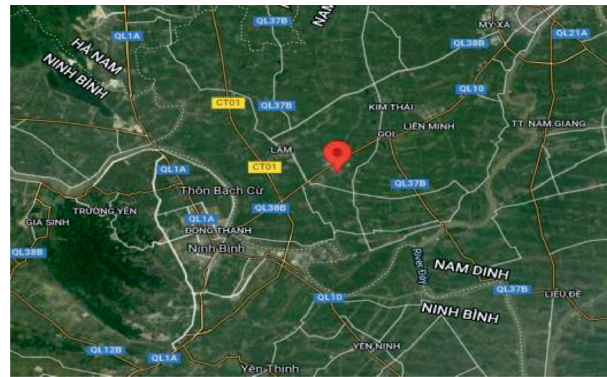 QL37B
NAM
QL1A
HÀ NAM
NINH BÌNH
MỸ XÁ
QL21A
QL38B
QL10
CT01
QL37B
KIM THÁI
LIÊN MINH
GÔI
TT. NAM GIANG
LÂM
CT01
QL1A
Thôn Bạch Cừ
QL37B
TRƯỜNG YÊN
GIA SINH
QL1A
QL38B
ĐÔNG THÀNH
Ninh Bình
QL38B
River Đáy
NAM DINH
QL10
QL37B
LIỄU ĐỀ
NINH BÌNH
QL12B
QL1A
YÊN NINH
Yên Thịnh